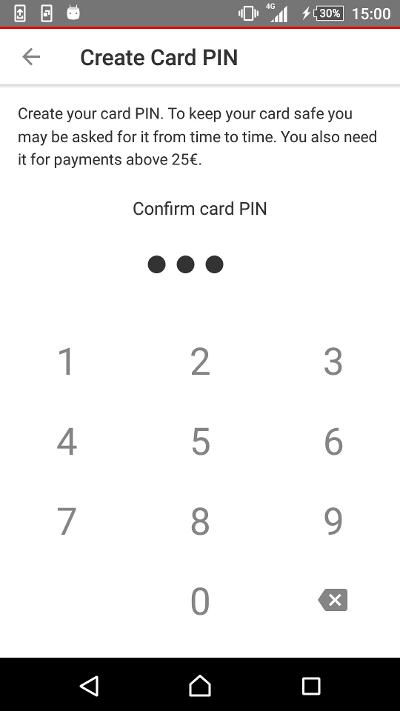 4G 30% 15:00
Create Card PIN
Create your card PIN. To keep your card safe you
may be asked for it from time to time. You also need
it for payments above 25€.
Confirm card PIN
1 2 3
4 5 6
7 8 9
0